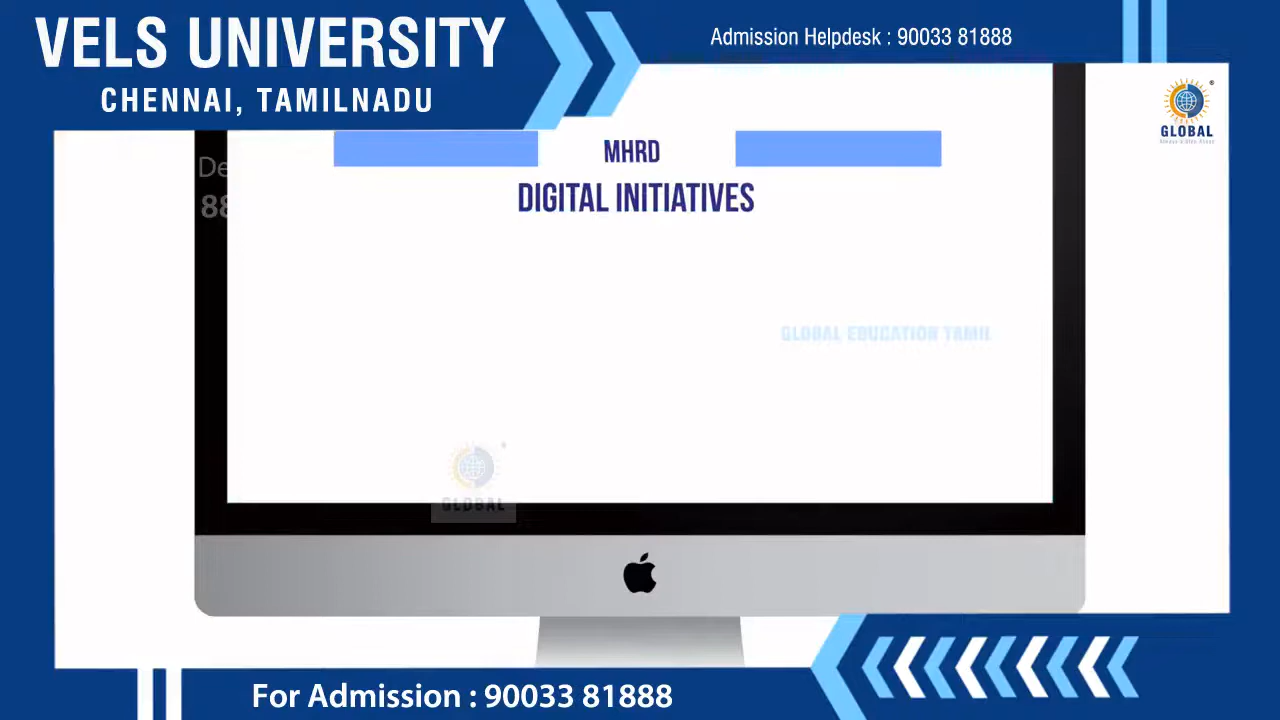 VELS UNIVERSITY
CHENNAI, TAMILNADU
Admission Helpdesk : 90033 81888
GLOBAL
MHRD
DIGITAL INITIATIVES
GLOBAL EDUCATION TAMIL
GLOBAL
For Admission : 90033 81888